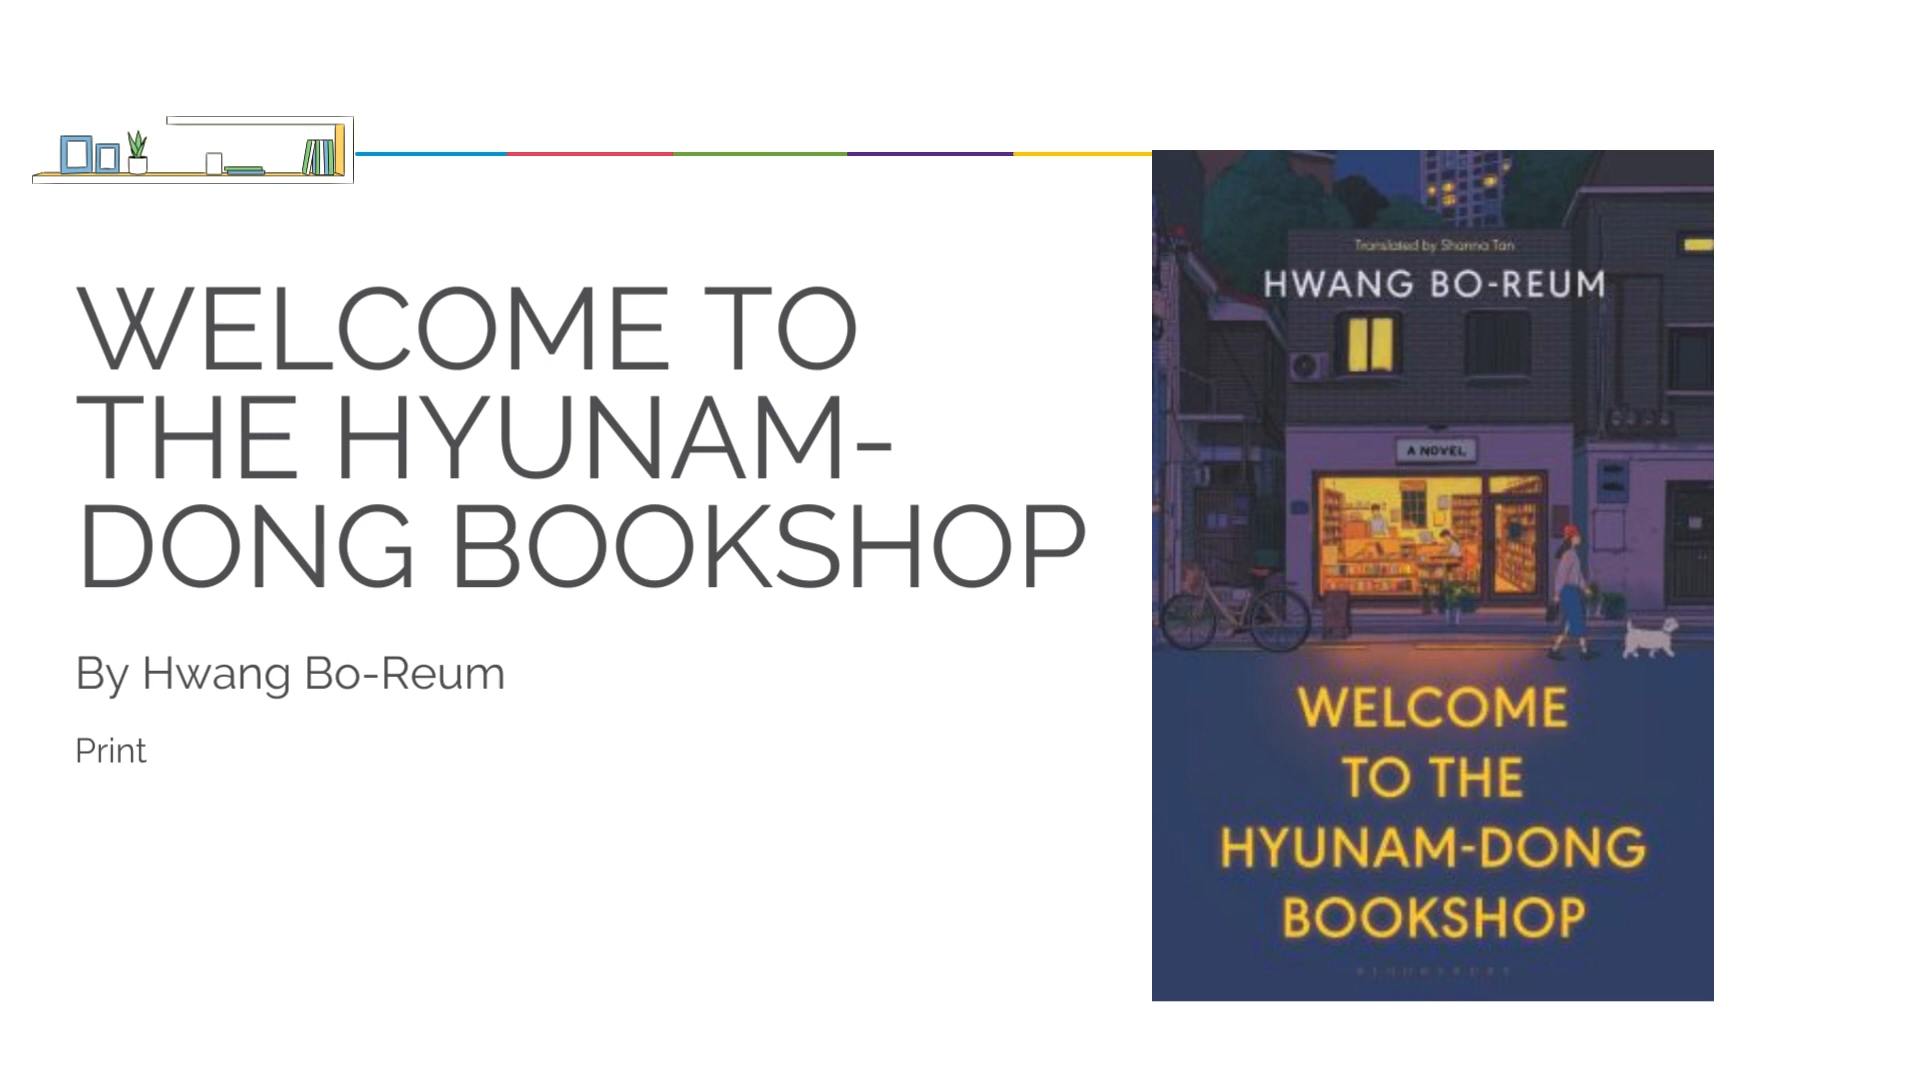 WELCOME TO
THE HYUNAM-
DONG BOOKSHOP
By Hwang Bo-Reum
Print
Translated by Shanna Tan
HWANG BO-REUM
A NOVEL
WELCOME
TO THE
HYUNAM-DONG
BOOKSHOP
BLOOMSBURY